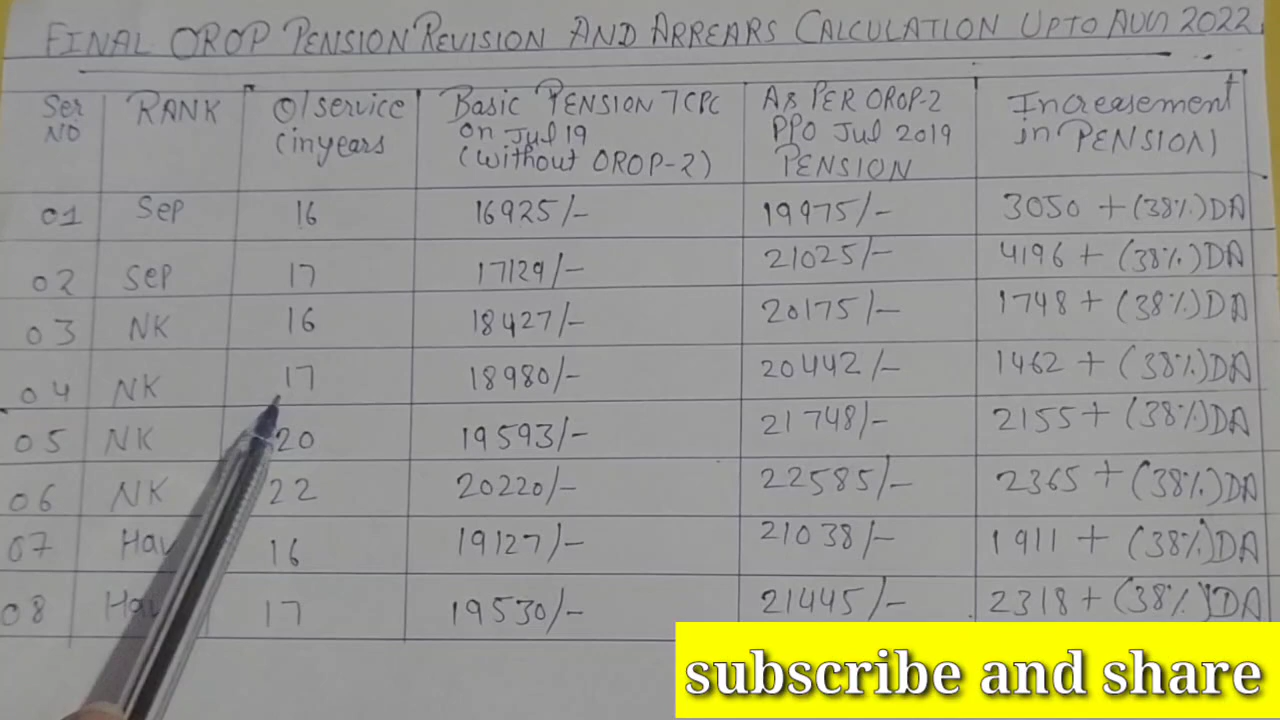 FINAL OROP PENSION REVISION AND ARREARS CALCULATION UPTO AUG 2022
Ser NO RANK Q/service (in years Basic PENSION 7CPC on Jul 19 (without OROP-2) AS PER OROP-2 PPO Jul 2019 PENSION Increasement in PENSION)
01 Sep 16 16925/- 19975/- 3050 + (38%)DA
02 Sep 17 17129/- 21025/- 4196 + (38%)DA
03 NK 16 18427/- 20175/- 1748 + (38%)DA
04 NK 17 18980/- 20442/- 1462 + (38%)DA
05 NK 20 19593/- 21748/- 2155 + (38%)DA
06 NK 22 20220/- 22585/- 2365 + (38%)DA
07 Hav 16 19127/- 21038/- 1911 + (38%)DA
08 Hav 17 19530/- 21445/- 2318 + (38%)DA
subscribe and share